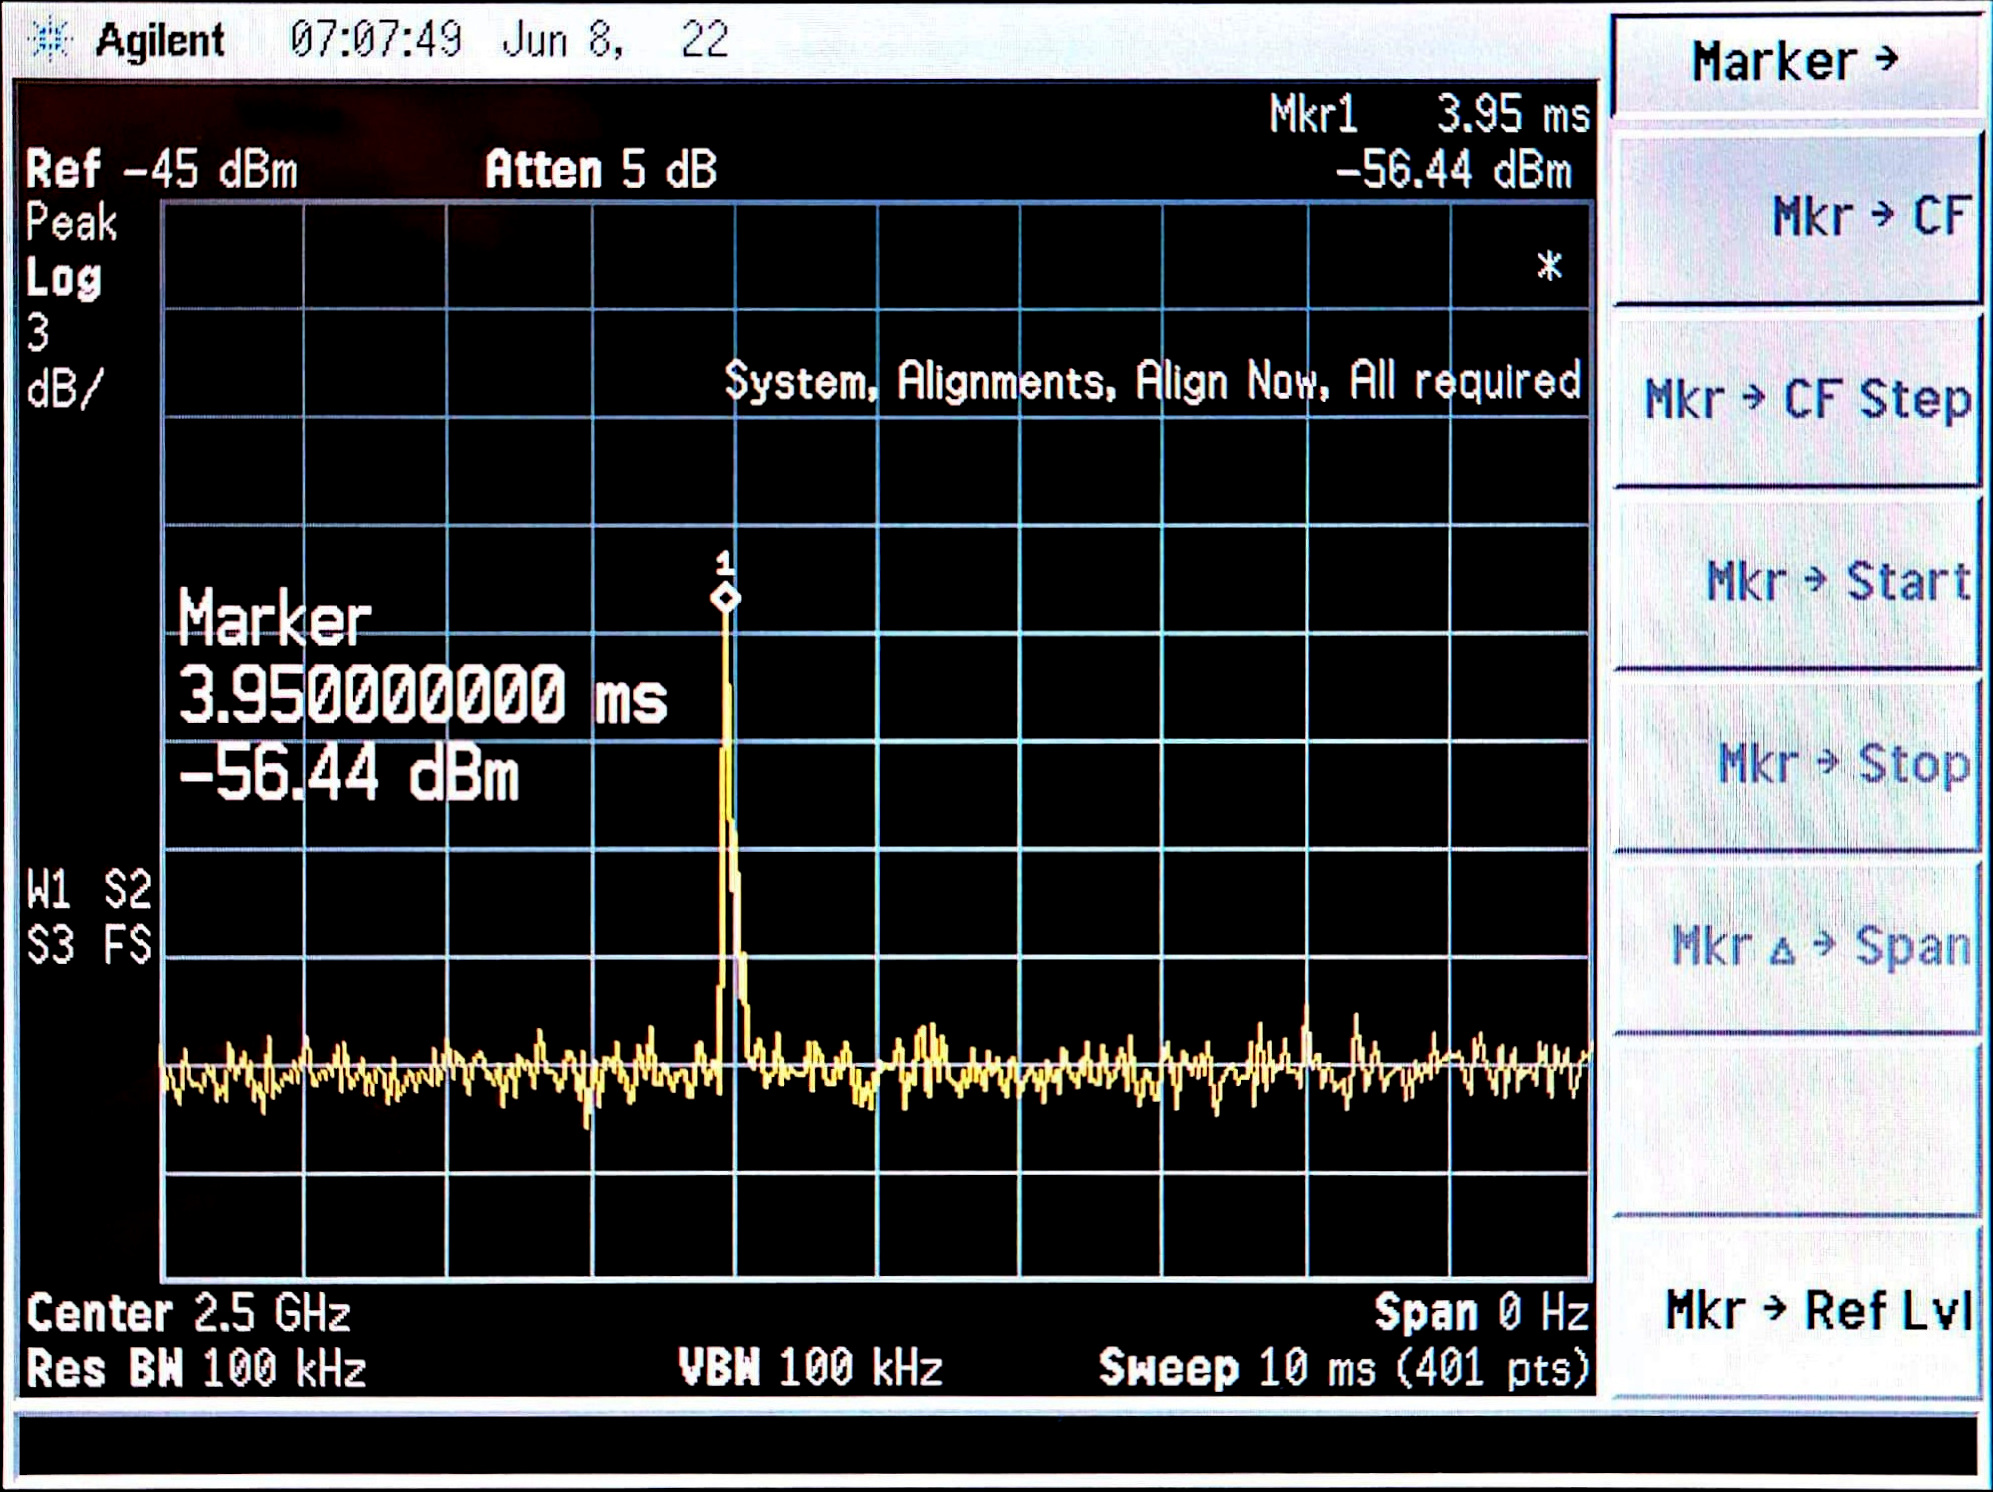 Agilent 07:07:49 Jun 8, 22
Marker →
Mkr1 3.95 ms
Ref -45 dBm Atten 5 dB -56.44 dBm
Peak
Log
3
dB/
*
System, Alignments, Align Now, All required
1
Marker
3.950000000 ms
-56.44 dBm
W1 S2
S3 FS
Center 2.5 GHz Span 0 Hz
Res BW 100 kHz VBW 100 kHz Sweep 10 ms (401 pts)
Mkr → CF
Mkr → CF Step
Mkr → Start
Mkr → Stop
Mkr Δ → Span
Mkr → Ref Lvl